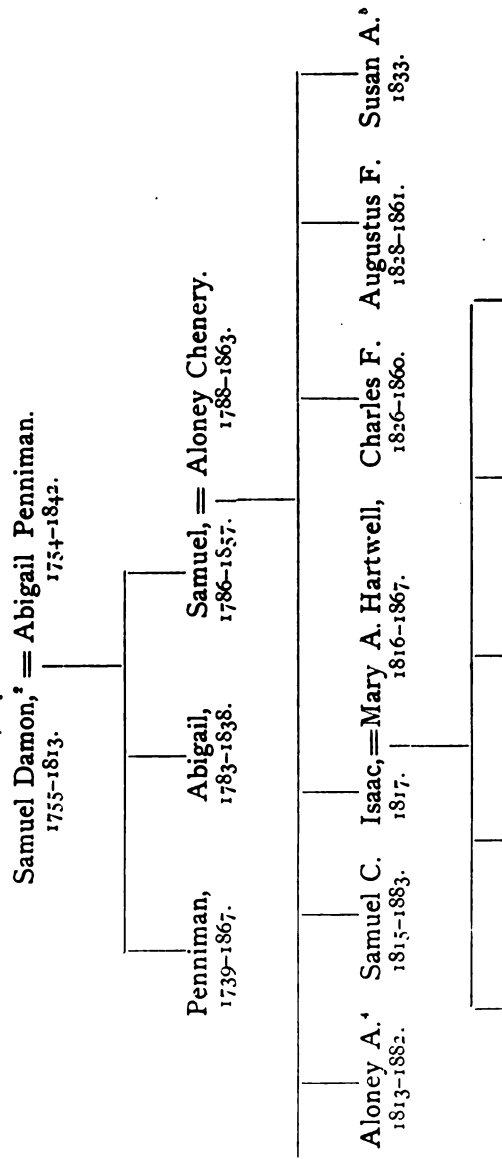 Samuel Damon,² = Abigail Penniman.
1755–1813. 1754–1842.
Penniman, Abigail, Samuel, = Aloney Chenery.
1739–1867. 1783–1838. 1786–1857. 1788–1863.
Aloney A.⁴ Samuel C. Isaac,=Mary A. Hartwell, Charles F. Augustus F. Susan A.⁵
1813–1882. 1815–1883. 1817. 1816–1867. 1826–1860. 1828–1861. 1833.